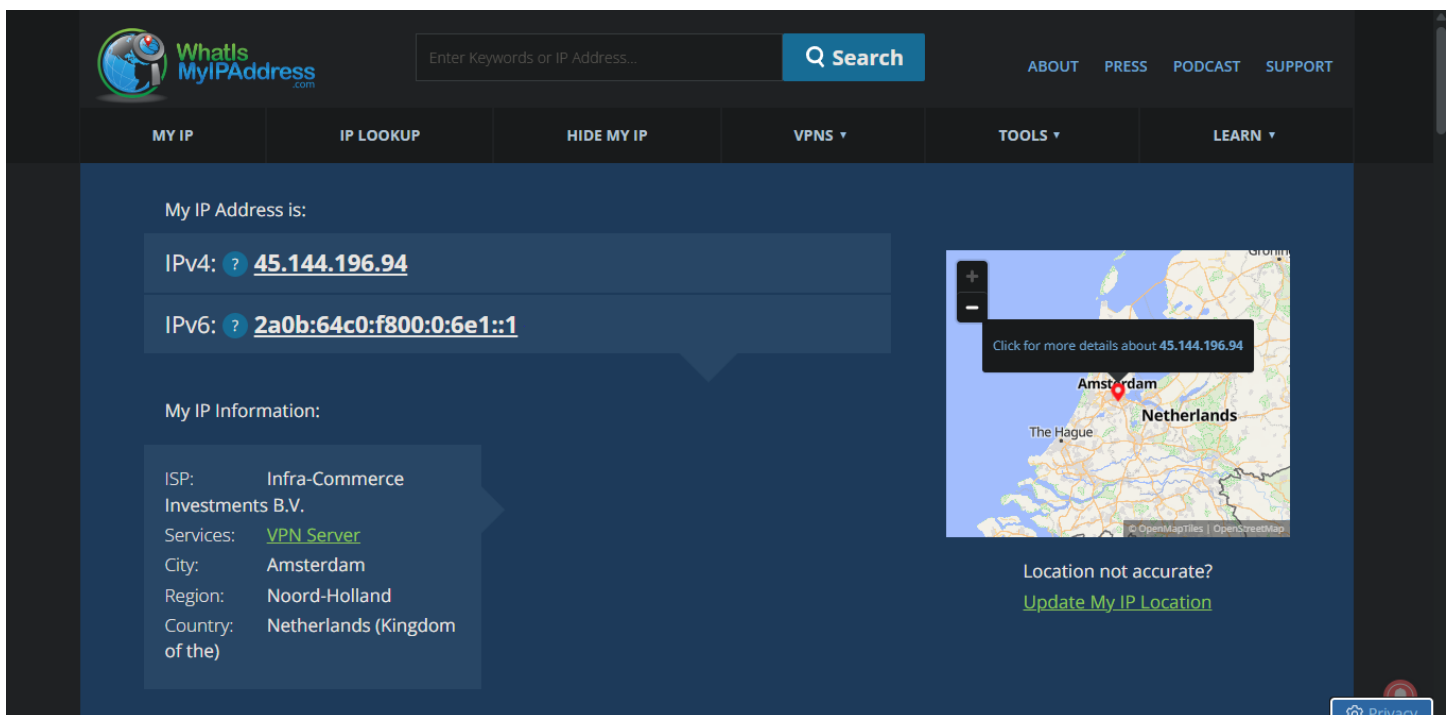 WhatIs
MyIPAddress
.com
Enter Keywords or IP Address...
Search
ABOUT PRESS PODCAST SUPPORT
MY IP IP LOOKUP HIDE MY IP VPNS ▾ TOOLS ▾ LEARN ▾
My IP Address is:
IPv4: ? 45.144.196.94
IPv6: ? 2a0b:64c0:f800:0:6e1::1
My IP Information:
ISP: Infra-Commerce
Investments B.V.
Services: VPN Server
City: Amsterdam
Region: Noord-Holland
Country: Netherlands (Kingdom
of the)
+
−
Click for more details about 45.144.196.94
Amsterdam
Netherlands
The Hague
© OpenMapTiles | OpenStreetMap
Location not accurate?
Update My IP Location
Privacy